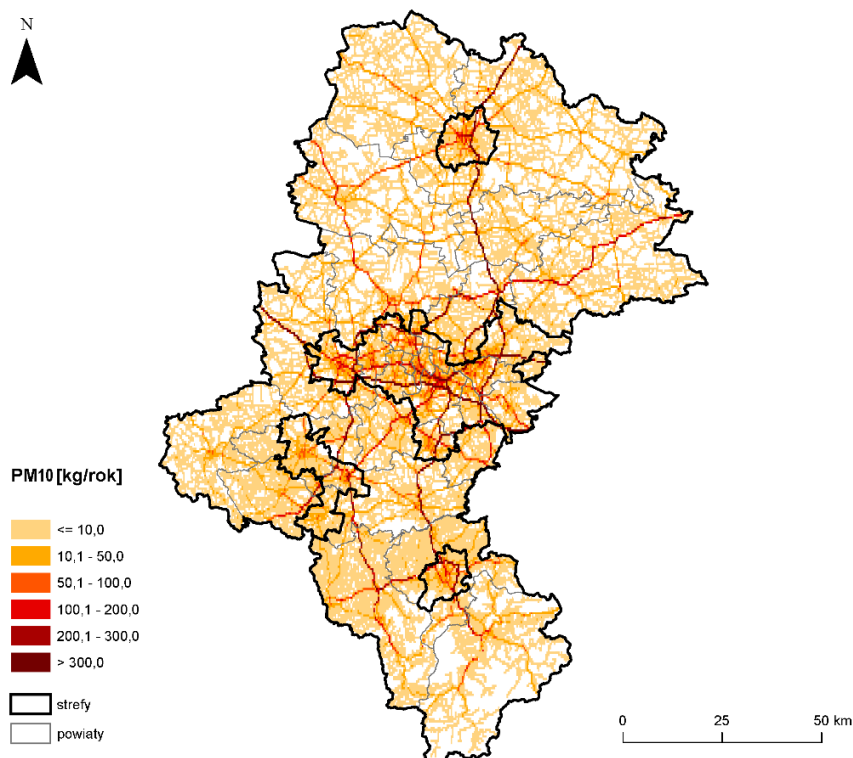 N
PM10 [kg/rok]
<= 10,0
10,1 - 50,0
50,1 - 100,0
100,1 - 200,0
200,1 - 300,0
> 300,0
strefy
powiaty
0 25 50 km